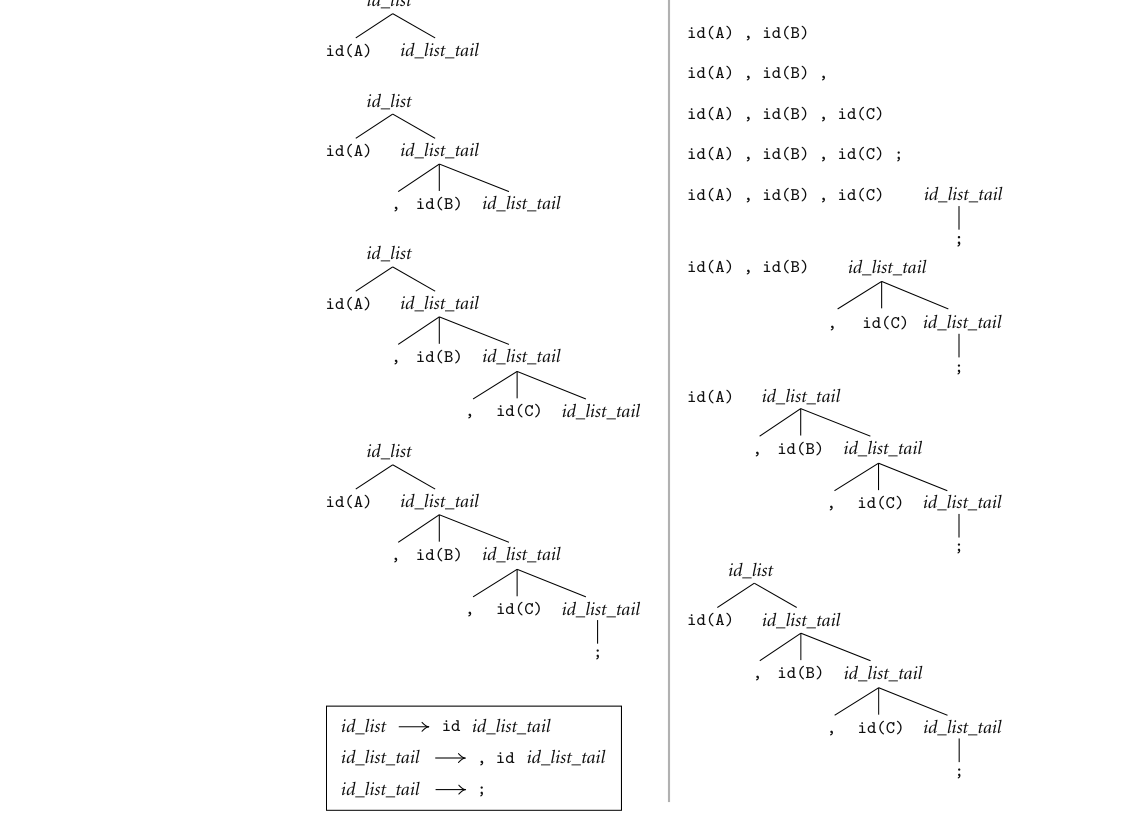 id_list
id(A) id_list_tail
id_list
id(A) id_list_tail
, id(B) id_list_tail
id_list
id(A) id_list_tail
, id(B) id_list_tail
, id(C) id_list_tail
id_list
id(A) id_list_tail
, id(B) id_list_tail
, id(C) id_list_tail
;
id_list ⟶ id id_list_tail
id_list_tail ⟶ , id id_list_tail
id_list_tail ⟶ ;
id(A) , id(B)
id(A) , id(B) ,
id(A) , id(B) , id(C)
id(A) , id(B) , id(C) ;
id(A) , id(B) , id(C) id_list_tail
;
id(A) , id(B) id_list_tail
, id(C) id_list_tail
;
id(A) id_list_tail
, id(B) id_list_tail
, id(C) id_list_tail
;
id_list
id(A) id_list_tail
, id(B) id_list_tail
, id(C) id_list_tail
;